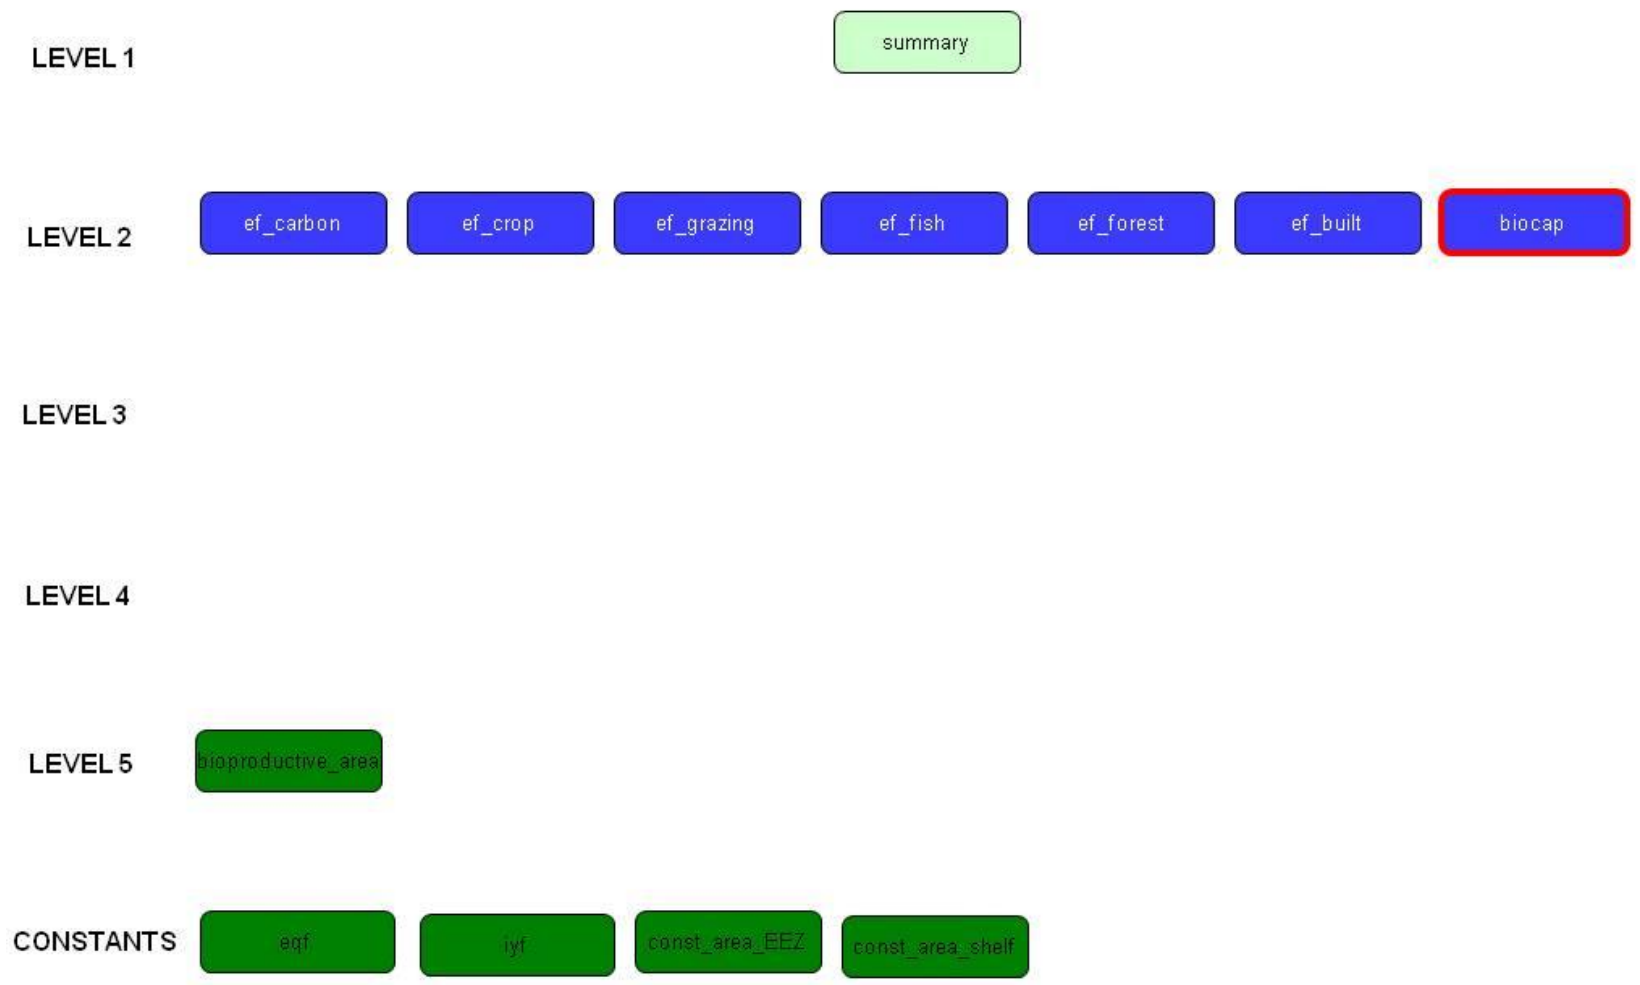 LEVEL 1
summary
LEVEL 2
ef_carbon
ef_crop
ef_grazing
ef_fish
ef_forest
ef_built
biocap
LEVEL 3
LEVEL 4
LEVEL 5
bioproductive_area
CONSTANTS
eqf
iyf
const_area_EEZ
const_area_shelf